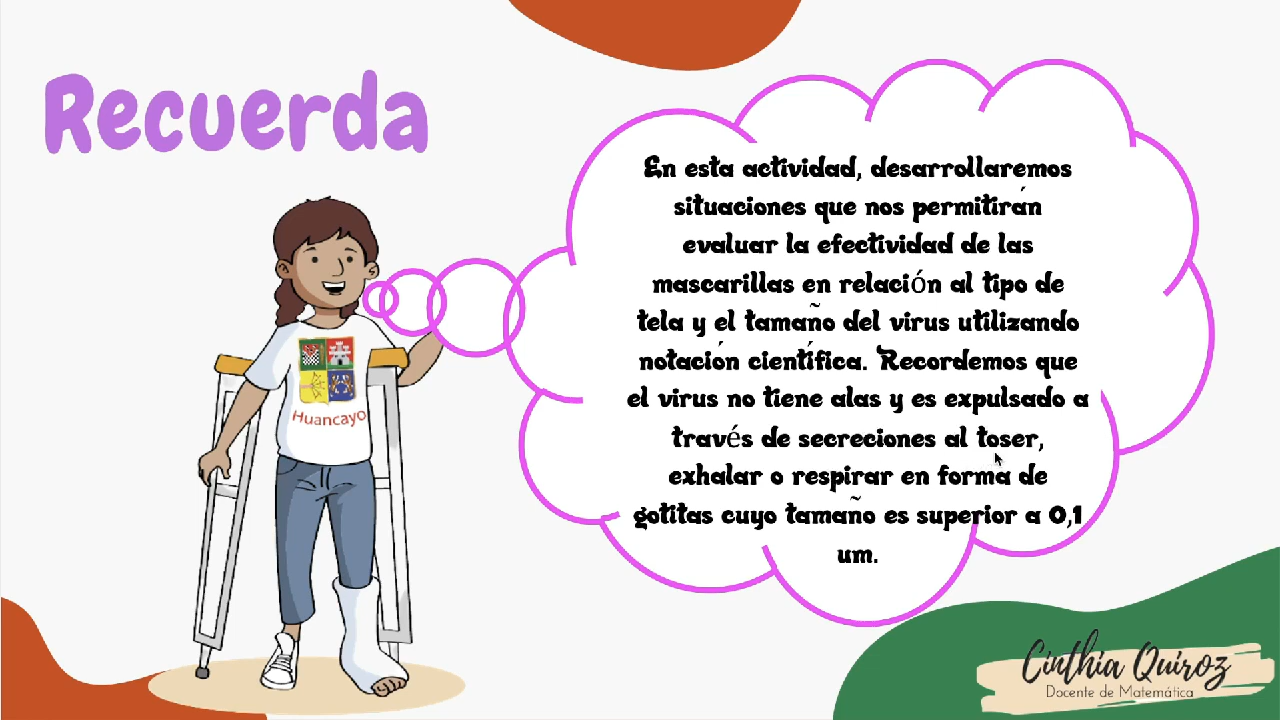 Recuerda
En esta actividad, desarrollaremos
situaciones que nos permitirán
evaluar la efectividad de las
mascarillas en relación al tipo de
tela y el tamaño del virus utilizando
notación científica. Recordemos que
el virus no tiene alas y es expulsado a
través de secreciones al toser,
exhalar o respirar en forma de
gotitas cuyo tamaño es superior a 0,1
um.
Huancayo
Cinthia Quiroz
Docente de Matemática